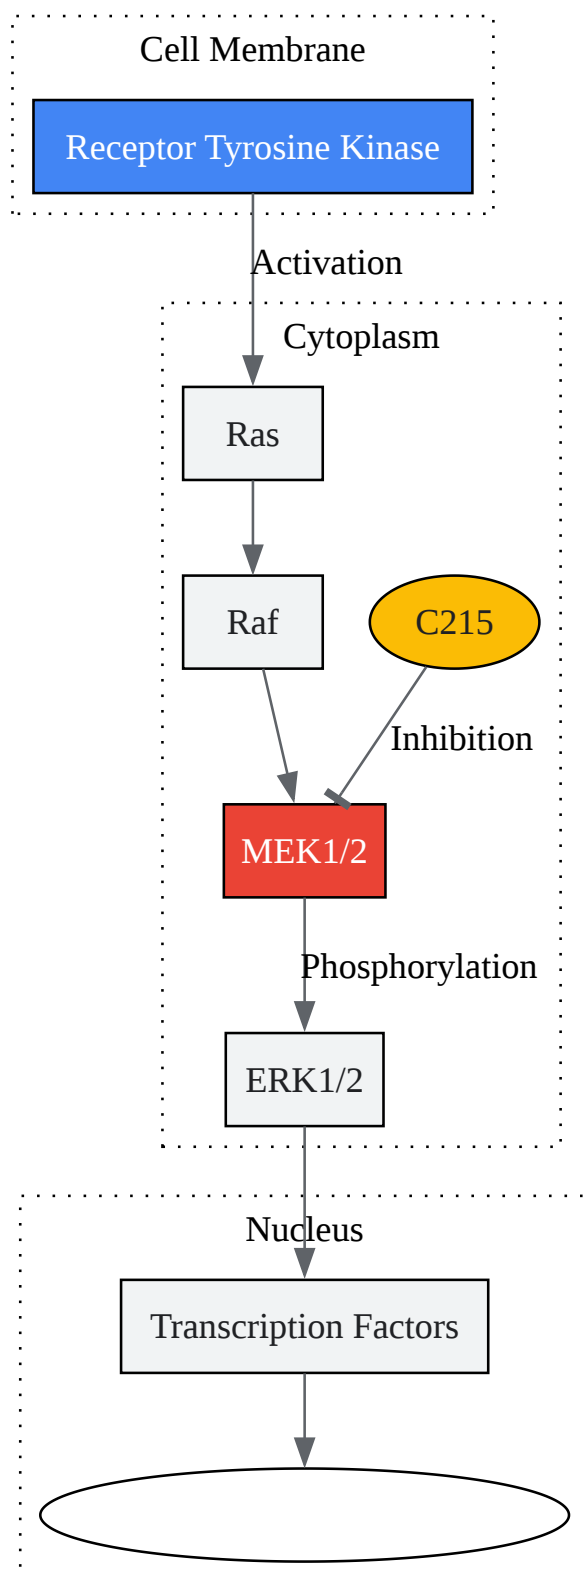 Cell Membrane
Receptor Tyrosine Kinase
Activation
Cytoplasm
Ras
Raf
C215
Inhibition
MEK1/2
Phosphorylation
ERK1/2
Nucleus
Transcription Factors